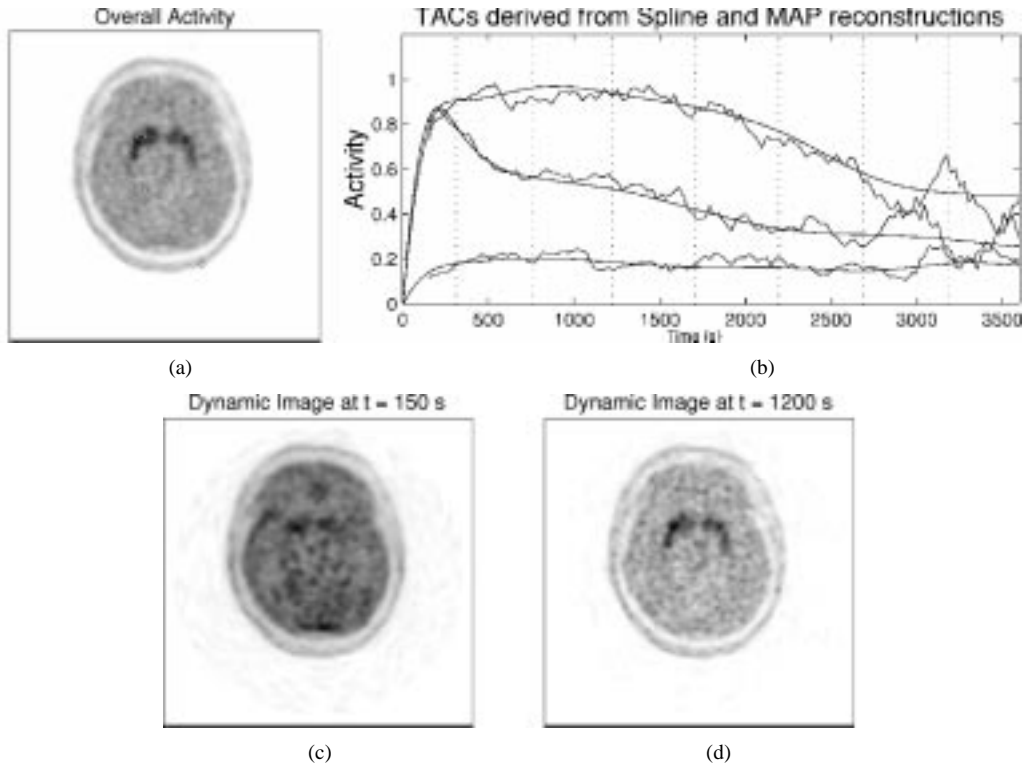 Overall Activity
TACs derived from Spline and MAP reconstructions
Activity
1
0.8
0.6
0.4
0.2
0
0 500 1000 1500 2000 2500 3000 3500
Time (s)
(a) (b)
Dynamic Image at t = 150 s Dynamic Image at t = 1200 s
(c) (d)